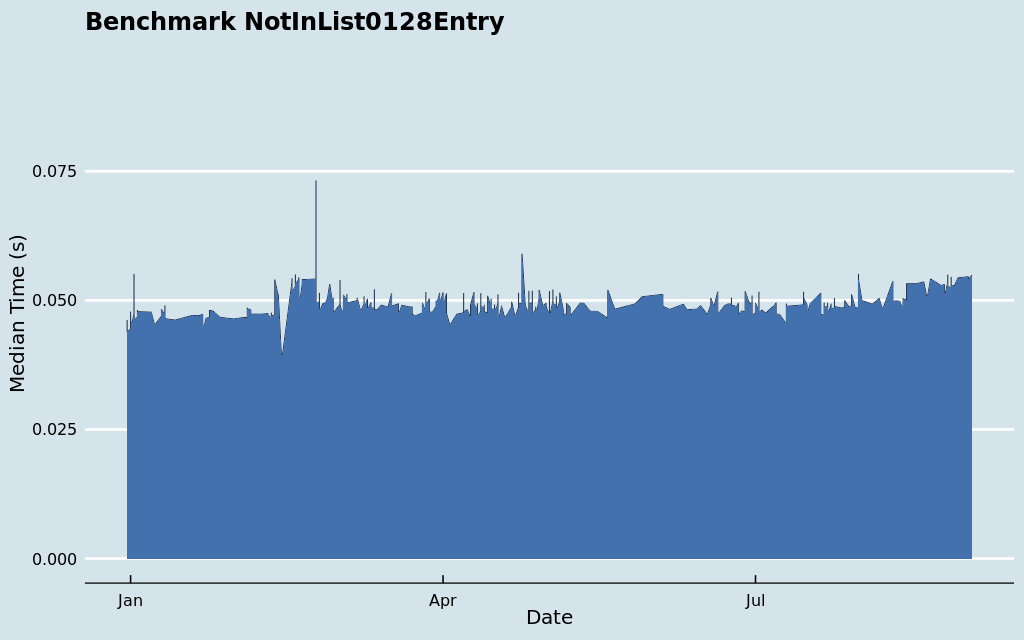 Benchmark NotInList0128Entry
Median Time (s)
0.075
0.050
0.025
0.000
Jan
Apr
Jul
Date